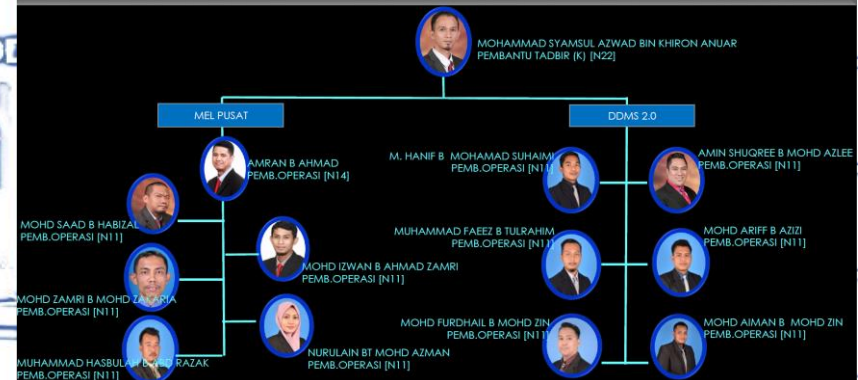 MOHAMMAD SYAMSUL AZWAD BIN KHIRON ANUAR
PEMBANTU TADBIR (K) [N22]
MEL PUSAT
AMRAN B AHMAD
PEMB.OPERASI [N14]
MOHD SAAD B HABIZAL
PEMB.OPERASI [N11]
MOHD IZWAN B AHMAD ZAMRI
PEMB.OPERASI [N11]
MOHD ZAMRI B MOHD ZAKARIA
PEMB.OPERASI [N11]
NURULAIN BT MOHD AZMAN
PEMB.OPERASI [N11]
MUHAMMAD HASBULAH B ABD RAZAK
PEMB.OPERASI [N11]
DDMS 2.0
M. HANIF B MOHAMAD SUHAIMI
PEMB.OPERASI [N11]
AMIN SHUQREE B MOHD AZLEE
PEMB.OPERASI [N11]
MUHAMMAD FAEEZ B TULRAHIM
PEMB.OPERASI [N11]
MOHD ARIFF B AZIZI
PEMB.OPERASI [N11]
MOHD FURDHAIL B MOHD ZIN
PEMB.OPERASI [N11]
MOHD AIMAN B MOHD ZIN
PEMB.OPERASI [N11]